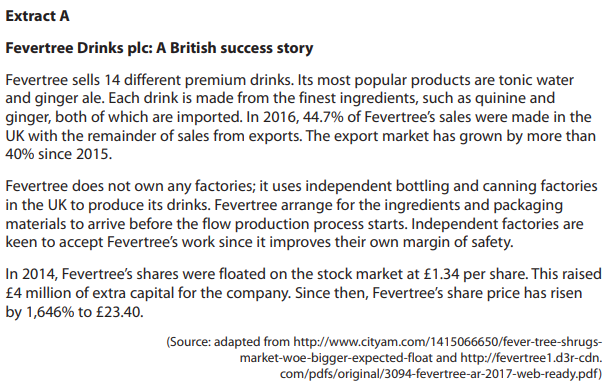 Extract A
Fevertree Drinks plc: A British success story
Fevertree sells 14 different premium drinks. Its most popular products are tonic water
and ginger ale. Each drink is made from the finest ingredients, such as quinine and
ginger, both of which are imported. In 2016, 44.7% of Fevertree’s sales were made in the
UK with the remainder of sales from exports. The export market has grown by more than
40% since 2015.
Fevertree does not own any factories; it uses independent bottling and canning factories
in the UK to produce its drinks. Fevertree arrange for the ingredients and packaging
materials to arrive before the flow production process starts. Independent factories are
keen to accept Fevertree’s work since it improves their own margin of safety.
In 2014, Fevertree’s shares were floated on the stock market at £1.34 per share. This raised
£4 million of extra capital for the company. Since then, Fevertree’s share price has risen
by 1,646% to £23.40.
(Source: adapted from http://www.cityam.com/1415066650/fever-tree-shrugs-
market-woe-bigger-expected-float and http://fevertree1.d3r-cdn.
com/pdfs/original/3094-fevertree-ar-2017-web-ready.pdf)